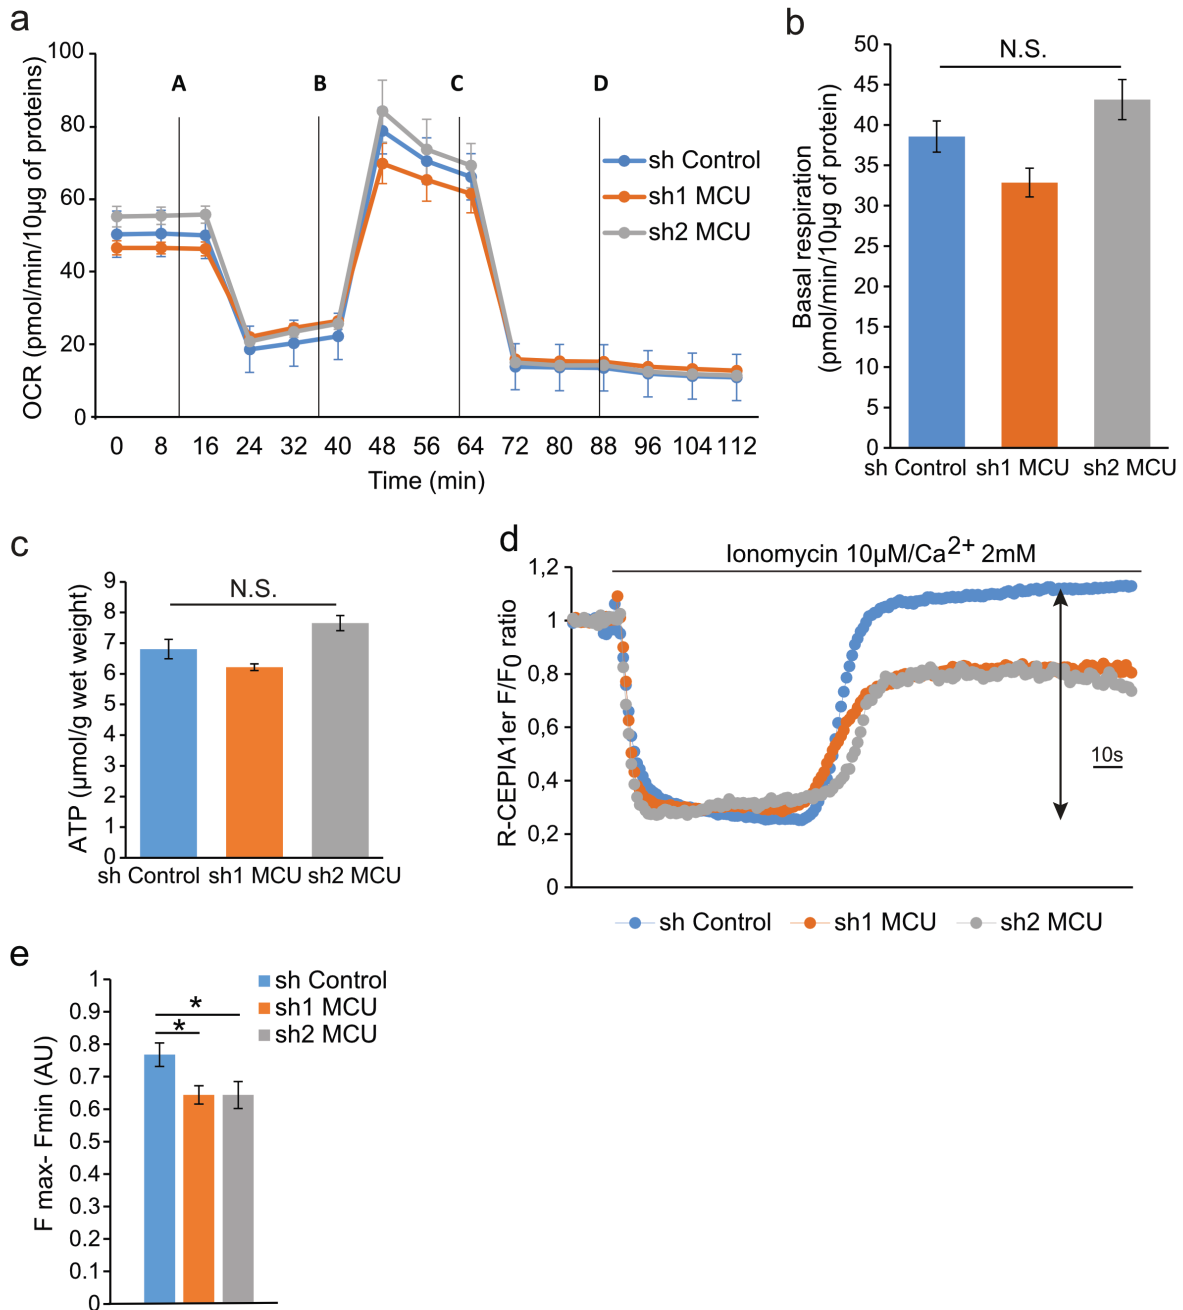 a
100
80
60
40
20
0
OCR (pmol/min/10µg of proteins)
A
B
C
D
sh Control
sh1 MCU
sh2 MCU
0 8 16 24 32 40 48 56 64 72 80 88 96 104 112
Time (min)
b
50
45
40
35
30
25
20
15
10
5
0
Basal respiration
(pmol/min/10µg of protein)
N.S.
sh Control sh1 MCU sh2 MCU
c
9
8
7
6
5
4
3
2
1
0
ATP (µmol/g wet weight)
N.S.
sh Control sh1 MCU sh2 MCU
d
Ionomycin 10µM/Ca2+ 2mM
1,2
1
0,8
0,6
0,4
0,2
0
R-CEPIA1er F/F0 ratio
10s
sh Control sh1 MCU sh2 MCU
e
1
0.9
0.8
0.7
0.6
0.5
0.4
0.3
0.2
0.1
0
F max- Fmin (AU)
*
*
sh Control
sh1 MCU
sh2 MCU